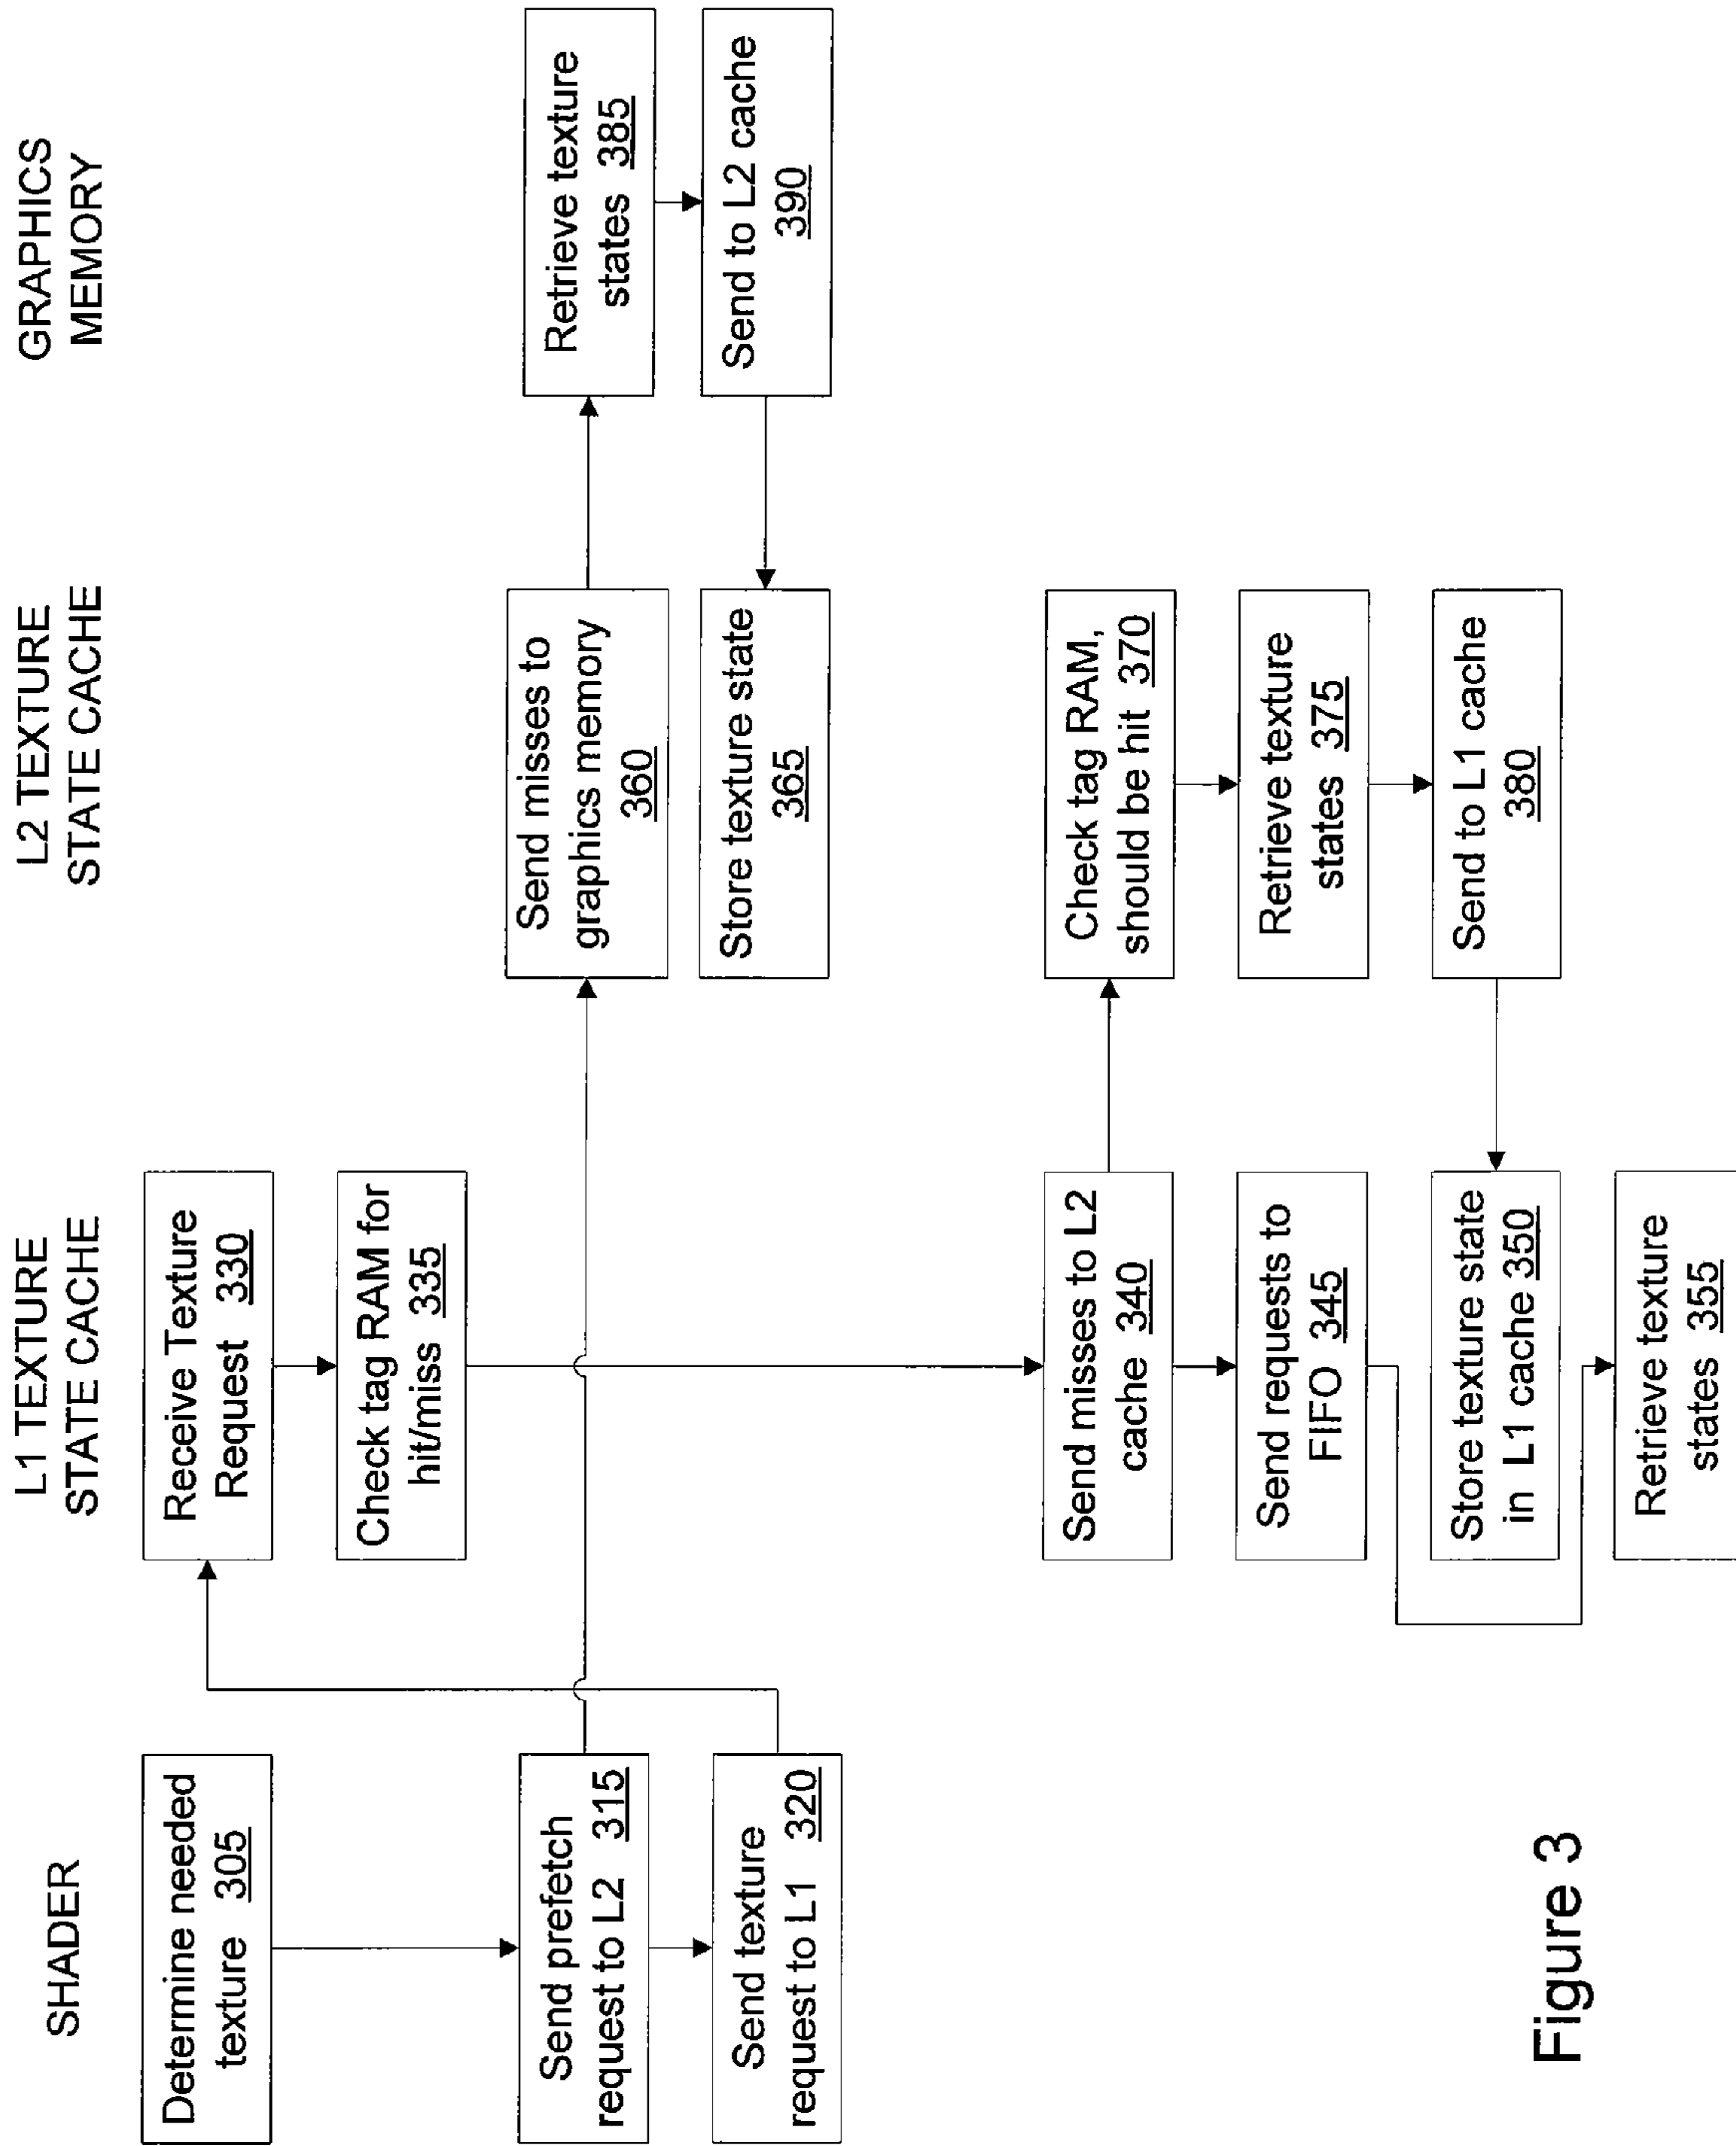 SHADER
L1 TEXTURE
STATE CACHE
L2 TEXTURE
STATE CACHE
GRAPHICS
MEMORY
Determine needed
texture 305
Send prefetch
request to L2 315
Send texture
request to L1 320
Receive Texture
Request 330
Check tag RAM for
hit/miss 335
Send misses to L2
cache 340
Send requests to
FIFO 345
Store texture state
in L1 cache 350
Retrieve texture
states 355
Send misses to
graphics memory
360
Store texture state
365
Check tag RAM,
should be hit 370
Retrieve texture
states 375
Send to L1 cache
380
Retrieve texture
states 385
Send to L2 cache
390
Figure 3